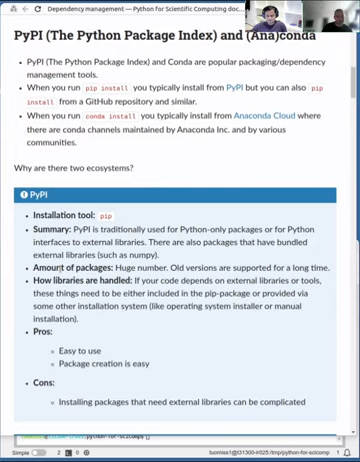 Dependency management — Python for Scientific Computing doc...
PyPI (The Python Package Index) and (Ana)conda
PyPI (The Python Package Index) and Conda are popular packaging/dependency
management tools.
When you run pip install you typically install from PyPI but you can also pip
install from a GitHub repository and similar.
When you run conda install you typically install from Anaconda Cloud where
there are conda channels maintained by Anaconda Inc. and by various
communities.
Why are there two ecosystems?
PyPI
Installation tool: pip
Summary: PyPI is traditionally used for Python-only packages or for Python
interfaces to external libraries. There are also packages that have bundled
external libraries (such as numpy).
Amount of packages: Huge number. Old versions are supported for a long time.
How libraries are handled: If your code depends on external libraries or tools,
these things need to be either included in the pip-package or provided via
some other installation system (like operating system installer or manual
installation).
Pros:
Easy to use
Package creation is easy
Cons:
Installing packages that need external libraries can be complicated
Simple
2
tuomiss1@t31300-lr025:/tmp/python-for-scicomp
1